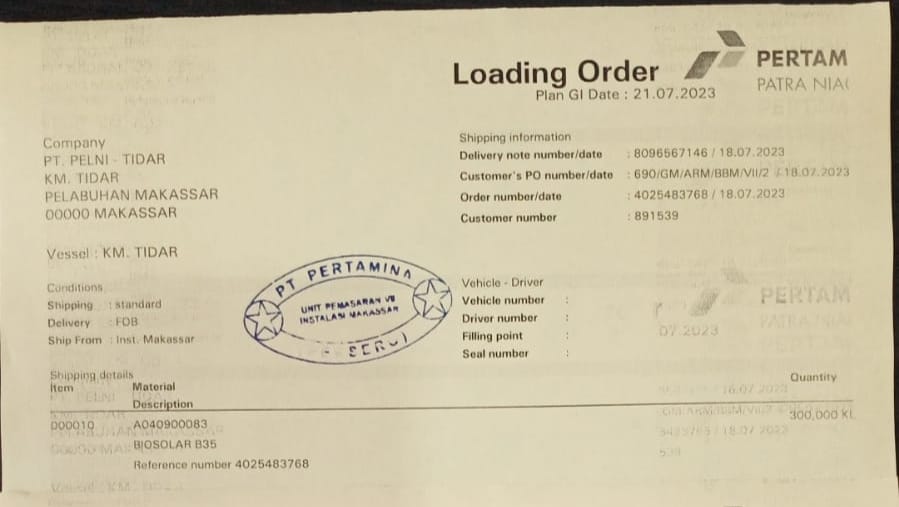 Loading Order
Plan GI Date : 21.07.2023
PERTAM
PATRA NIA
Company
PT. PELNI - TIDAR
KM. TIDAR
PELABUHAN MAKASSAR
00000 MAKASSAR
Vessel : KM. TIDAR
Conditions
Shipping : standard
Delivery : FOB
Ship From : Inst. Makassar
Shipping information
Delivery note number/date : 8096567146 / 18.07.2023
Customer's PO number/date : 690/GM/ARM/BBM/VII/2 / 18.07.2023
Order number/date : 4025483768 / 18.07.2023
Customer number : 891539
PT PERTAMINA
UNIT PEMASARAN VII
INSTALASI MAKASSAR
Vehicle - Driver
Vehicle number :
Driver number :
Filling point :
Seal number :
PERTAM
07.2023
Shipping details
Item Material Quantity
Description
000010 A040900083 300,000 KL
BIOSOLAR B35
Reference number 4025483768